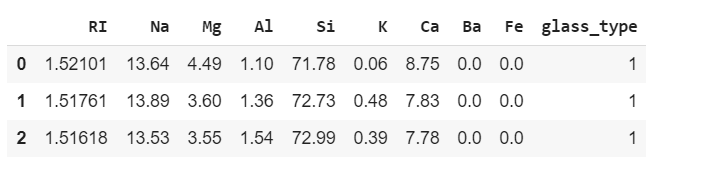 RI Na Mg Al Si K Ca Ba Fe glass_type
0 1.52101 13.64 4.49 1.10 71.78 0.06 8.75 0.0 0.0 1
1 1.51761 13.89 3.60 1.36 72.73 0.48 7.83 0.0 0.0 1
2 1.51618 13.53 3.55 1.54 72.99 0.39 7.78 0.0 0.0 1